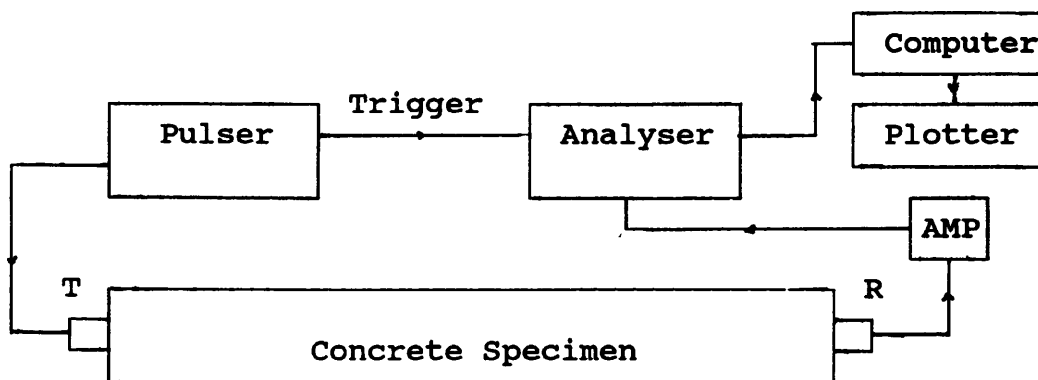 Computer
Trigger
Pulser
Analyser
Plotter
AMP
T
R
Concrete Specimen